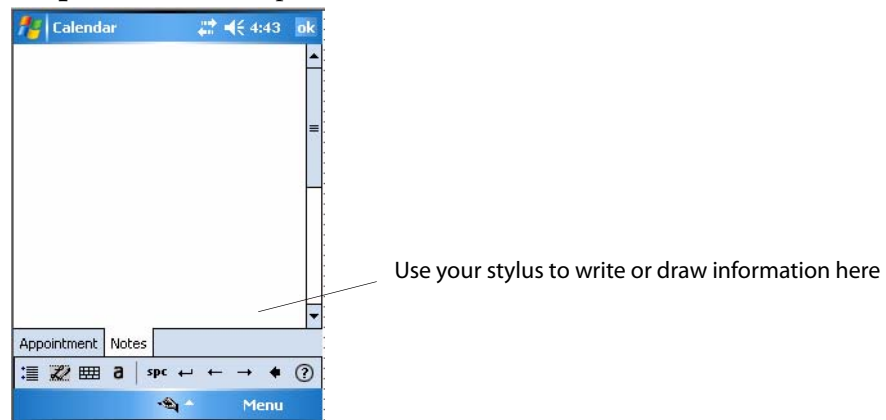 Calendar 4:43 ok
Use your stylus to write or draw information here
Appointment Notes
a spc ?
Menu